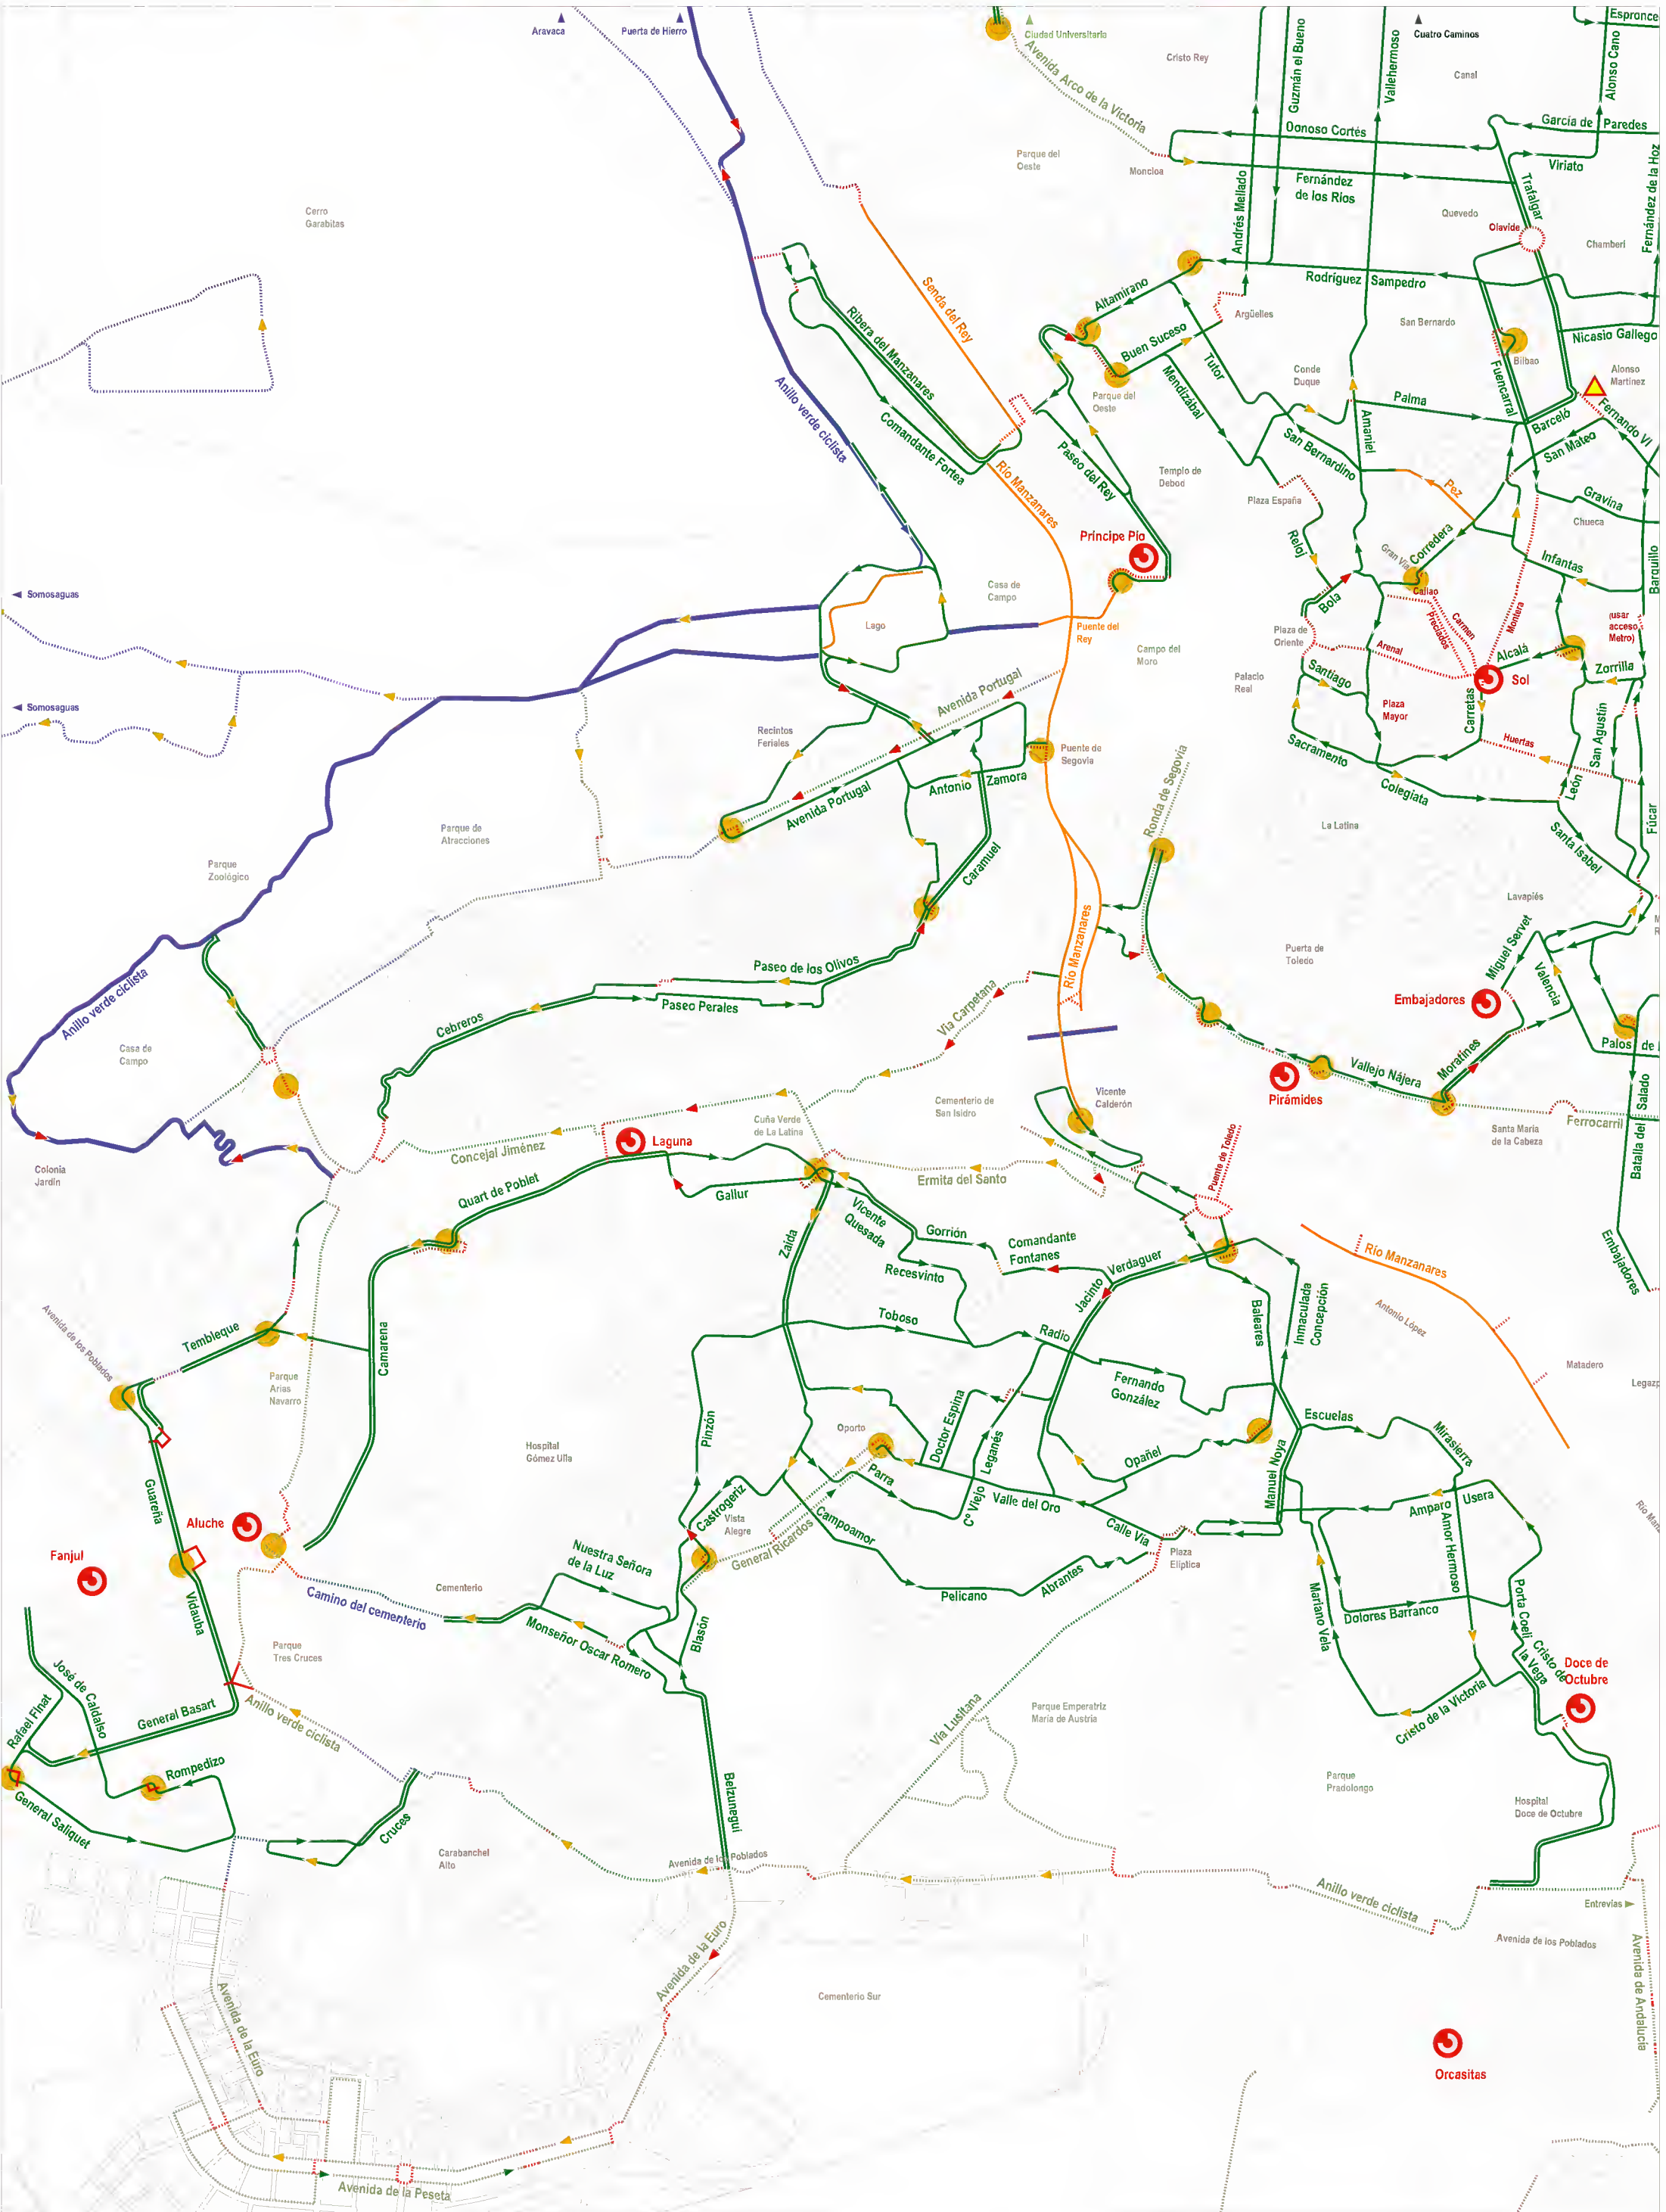 Aravaca
Puerta de Hierro
Ciudad Universitaria
Avenida Arco de la Victoria
Cristo Rey
Guzmán el Bueno
Vallehermoso
Cuatro Caminos
Canal
Alonso Cano
Donoso Cortés
García de Paredes
Viriato
Parque del
Oeste
Moncloa
Fernández
de los Ríos
Andrés Mellado
Trafalgar
Fernández de la Hoz
Quevedo
Olavide
Chamberí
Cerro
Garabitas
Senda del Rey
Altamirano
Rodríguez Sampedro
Argüelles
San Bernardo
Ribera del Manzanares
Buen Suceso
Tutor
Bilbao
Nicasio Gallego
Mendizábal
Conde
Duque
Alonso
Martínez
Anillo verde ciclista
Parque del
Oeste
Palma
Fuencarral
Barceló
Fernando VI
Comandante Fortea
Amaniel
San Mateo
San Bernardino
Paseo del Rey
Templo de
Debod
Río Manzanares
Pez
Plaza España
Gravina
Chueca
Príncipe Pío
Reloj
Gran Vía
Corredera
Infantas
Barquillo
Somosaguas
Casa de
Campo
Callao
Bola
Carmen
Preciados
Montera
Lago
Puente del
Rey
Plaza de
Oriente
(usar
acceso
Metro)
Campo del
Moro
Arenal
Alcalá
Zorrilla
Santiago
Sol
Palacio
Real
Plaza
Mayor
Carretas
Avenida Portugal
Somosaguas
Recintos
Feriales
Puente de
Segovia
Sacramento
Huertas
San Agustín
León
Antonio Zamora
Avenida Portugal
Colegiata
Fúcar
Ronda de Segovia
La Latina
Santa Isabel
Parque de
Atracciones
Parque
Zoológico
Caramuel
Lavapiés
Río Manzanares
Puerta de
Toledo
Miguel Servet
Valencia
Anillo verde ciclista
Paseo de los Olivos
Paseo Perales
Embajadores
Cebreros
Vía Carpetana
Casa de
Campo
Palos de
Moratines
Vallejo Nájera
Pirámides
Vicente
Calderón
Cementerio de
San Isidro
Cuña Verde
de La Latina
Salado
Batalla del
Ferrocarril
Santa María
de la Cabeza
Laguna
Concejal Jiménez
Puente de Toledo
Colonia
Jardín
Quart de Poblet
Gallur
Ermita del Santo
Vicente
Quesada
Gorrión
Comandante
Fontanes
Zaida
Recesvinto
Verdaguer
Jacinto
Río Manzanares
Embajadores
Baleares
Inmaculada
Concepción
Antonio López
Toboso
Radio
Tembleque
Avenida de los Poblados
Camarena
Parque
Arias
Navarro
Matadero
Fernando
González
Doctor Espina
Escuelas
Mirasierra
Pinzón
Oporto
Leganés
Hospital
Gómez Ulla
Opañel
Parra
Manuel Noya
Guareña
Castrogeriz
Vista
Alegre
Cº Viejo
Valle del Oro
Amparo Usera
Campoamor
General Ricardos
Calle Vía
Plaza
Elíptica
Aluche
Fanjul
Nuestra Señora
de la Luz
Amor Hermoso
Cementerio
Camino del cementerio
Pelícano
Abrantes
Mariano Vela
Dolores Barranco
Porta Coeli
Vidauba
Monseñor Oscar Romero
Blasón
Parque
Tres Cruces
Cristo de
la Vega
Doce de
Octubre
José de Caldalso
Rafael Finat
General Basart
Anillo verde ciclista
Parque Emperatriz
María de Austria
Vía Lusitana
Cristo de la Victoria
Rompedizo
Parque
Pradolongo
Hospital
Doce de Octubre
Belzunegui
General Saliquet
Cruces
Carabanchel
Alto
Avenida de los Poblados
Anillo verde ciclista
Entrevías
Avenida de los Poblados
Avenida de la Euro
Avenida de Andalucía
Avenida de la Euro
Cementerio Sur
Orcasitas
Avenida de la Peseta